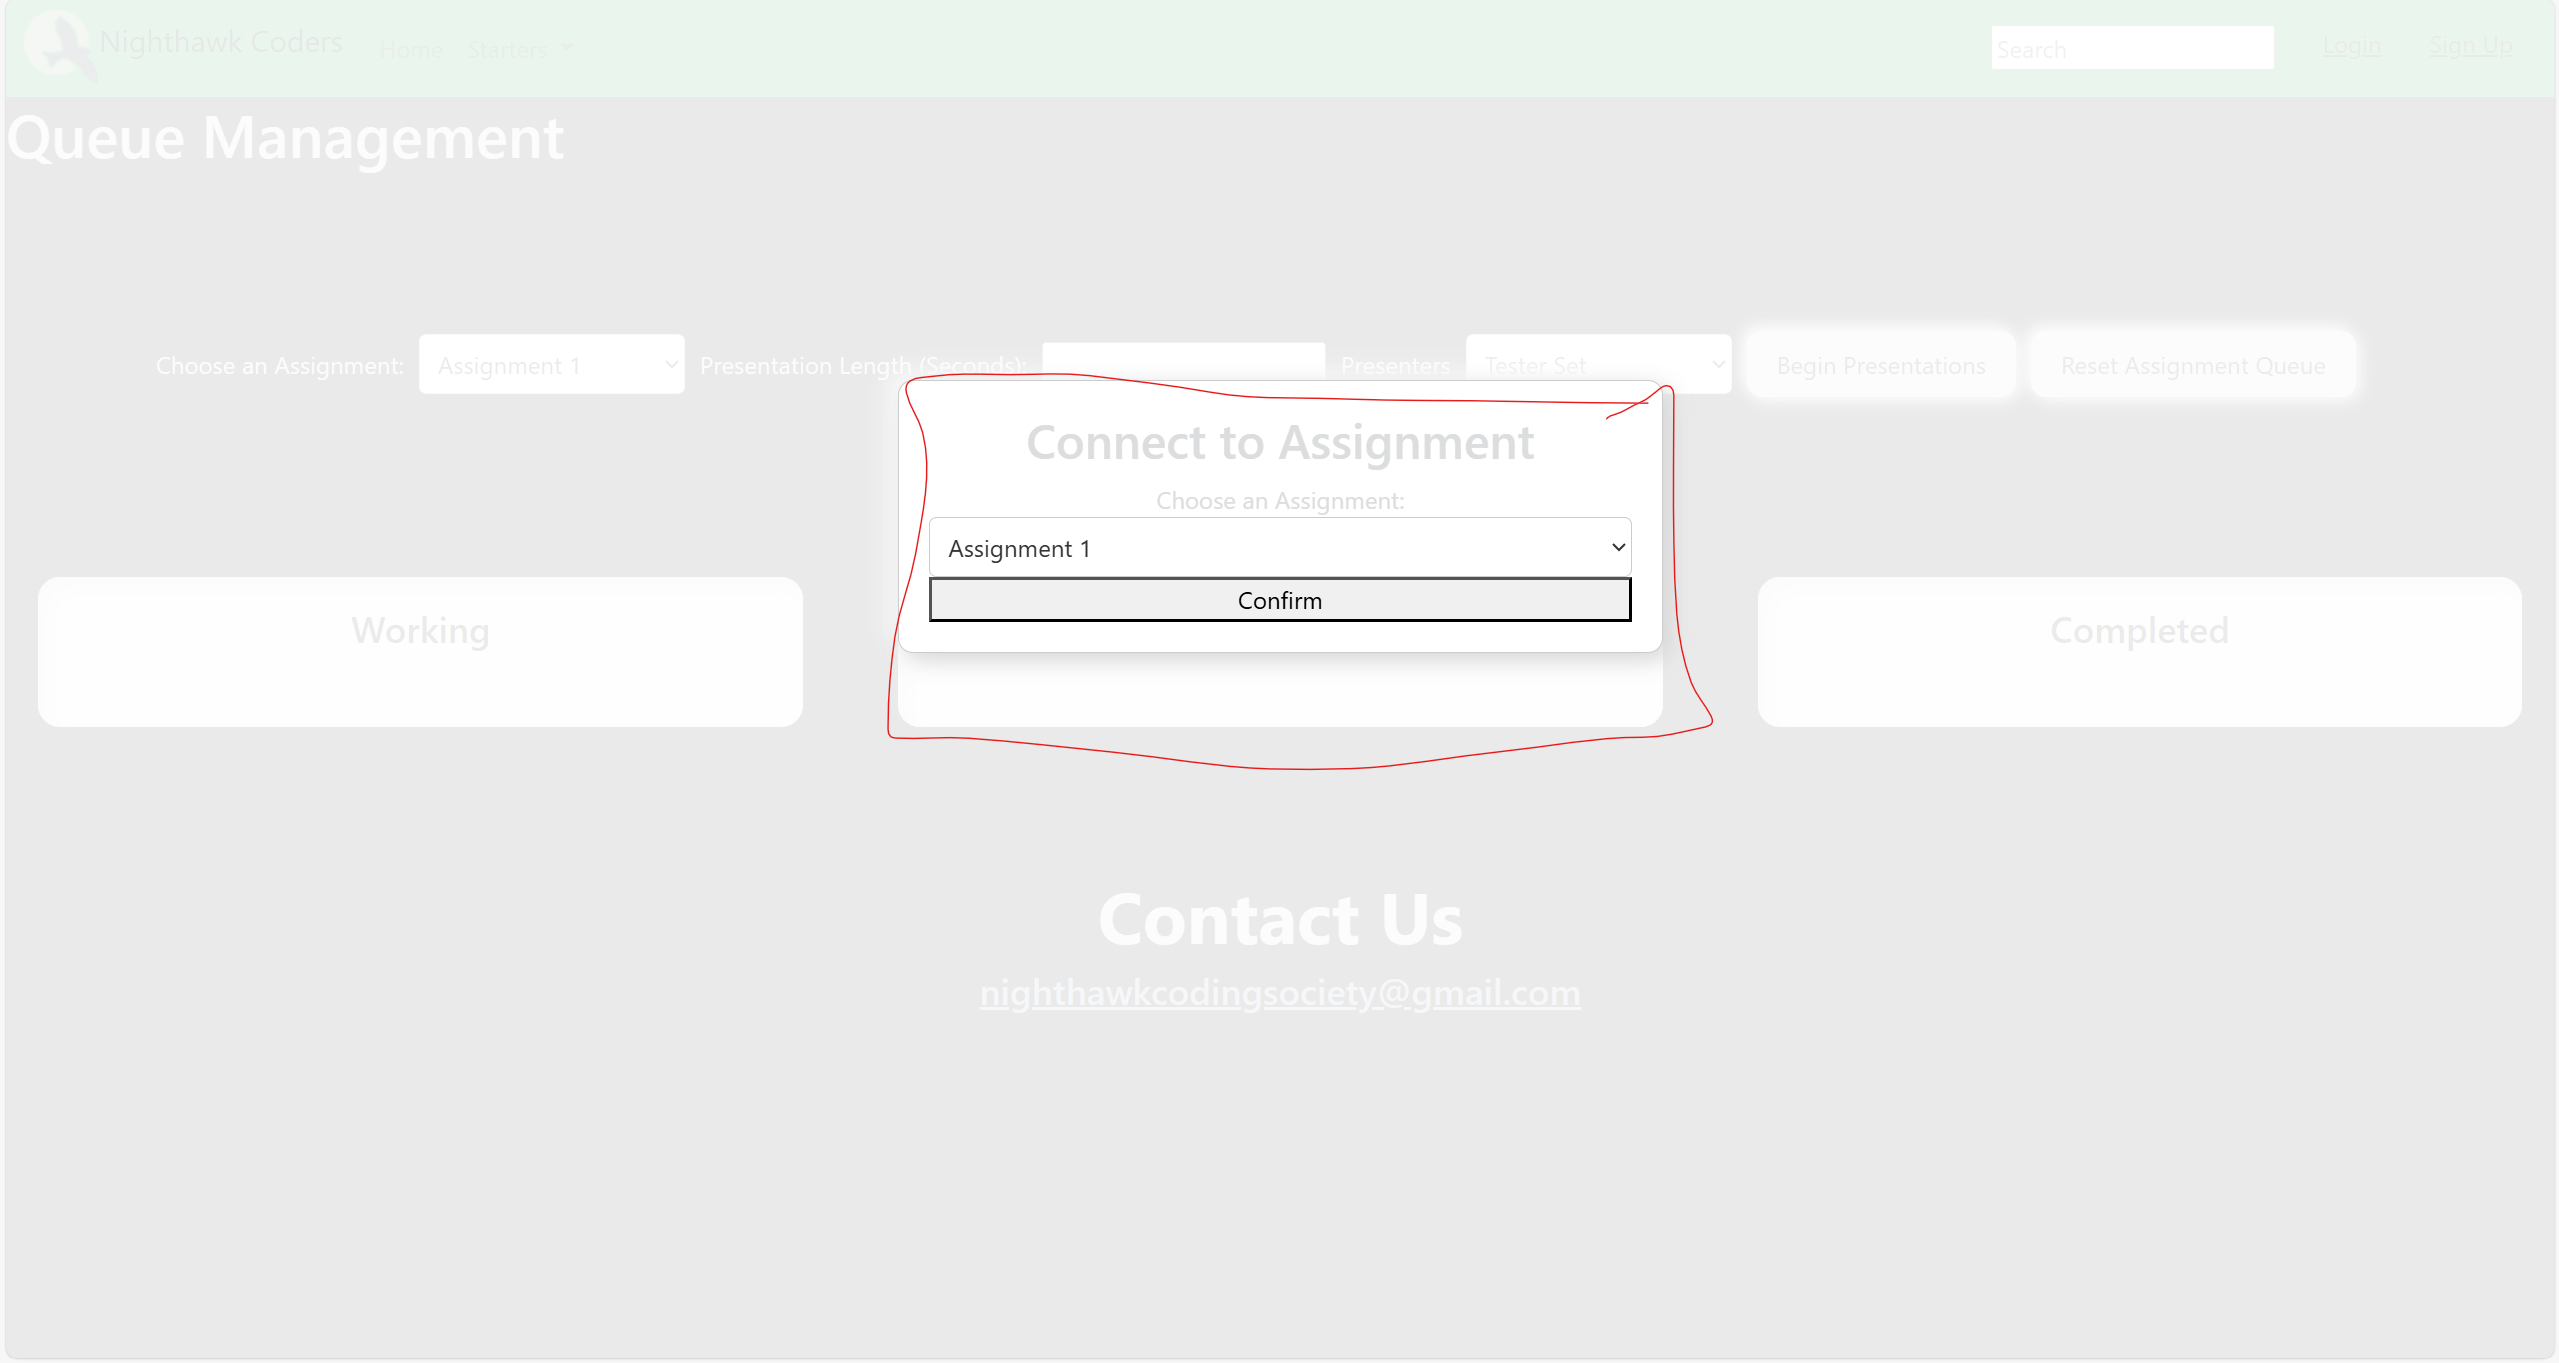 Nighthawk Coders Home Starters Search Login Sign Up
Queue Management
Choose an Assignment: Assignment 1 Presentation Length (Seconds): Presenters Tester Set Begin Presentations Reset Assignment Queue
Connect to Assignment
Choose an Assignment:
Assignment 1
Confirm
Working Completed
Contact Us
nighthawkcodingsociety@gmail.com